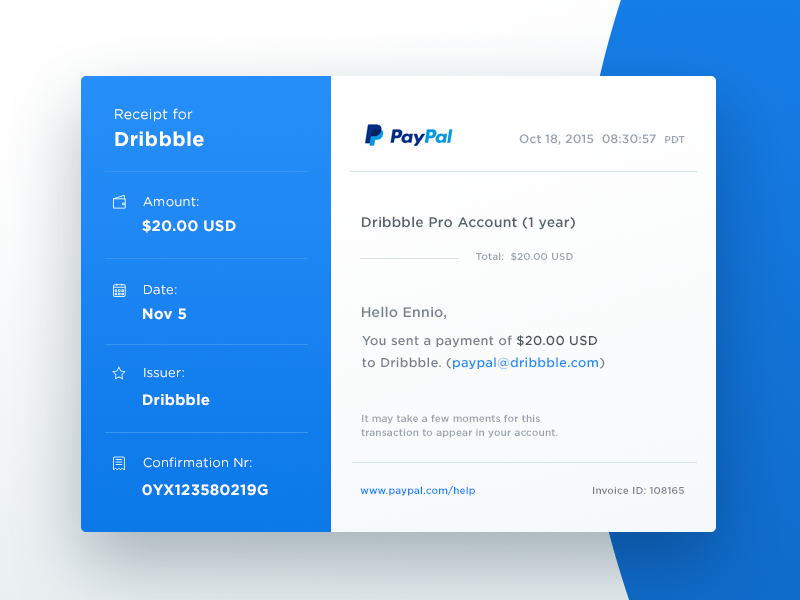 Receipt for
Dribbble
Amount:
$20.00 USD
Date:
Nov 5
Issuer:
Dribbble
Confirmation Nr:
0YX123580219G
PayPal
Oct 18, 2015 08:30:57 PDT
Dribbble Pro Account (1 year)
Total: $20.00 USD
Hello Ennio,
You sent a payment of $20.00 USD
to Dribbble. (paypal@dribbble.com)
It may take a few moments for this
transaction to appear in your account.
www.paypal.com/help
Invoice ID: 108165